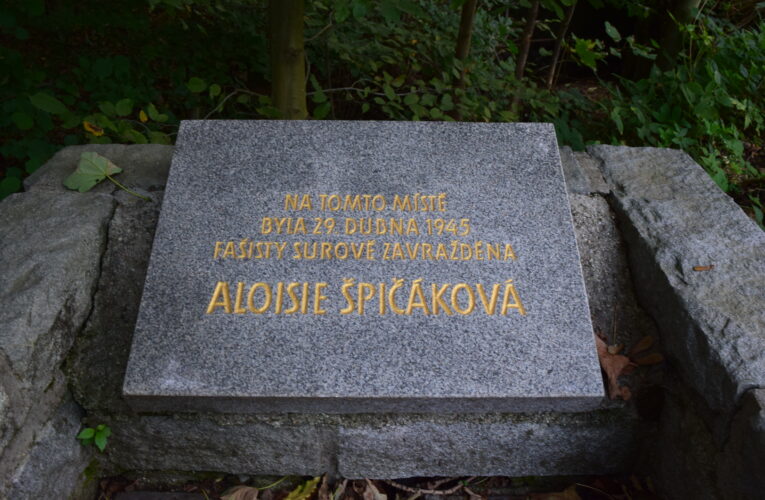 NA TOMTO MÍSTĚ
BYLA 29. DUBNA 1945
FAŠISTY SUROVĚ ZAVRAŽDĚNA
ALOISIE ŠPIČÁKOVÁ